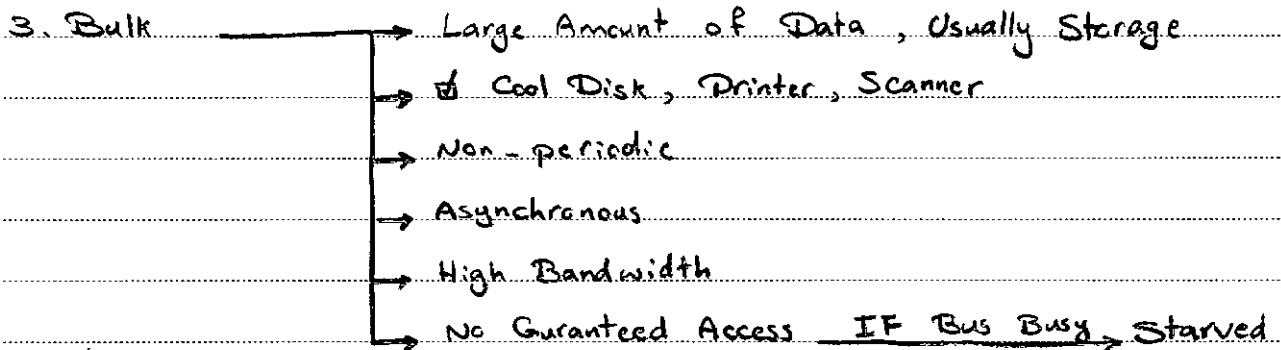 3. Bulk → Large Amount of Data, Usually Storage
→ ☑ Cool Disk, Printer, Scanner
→ Non-periodic
→ Asynchronous
→ High Bandwidth
→ No Guranteed Access IF Bus Busy → Starved